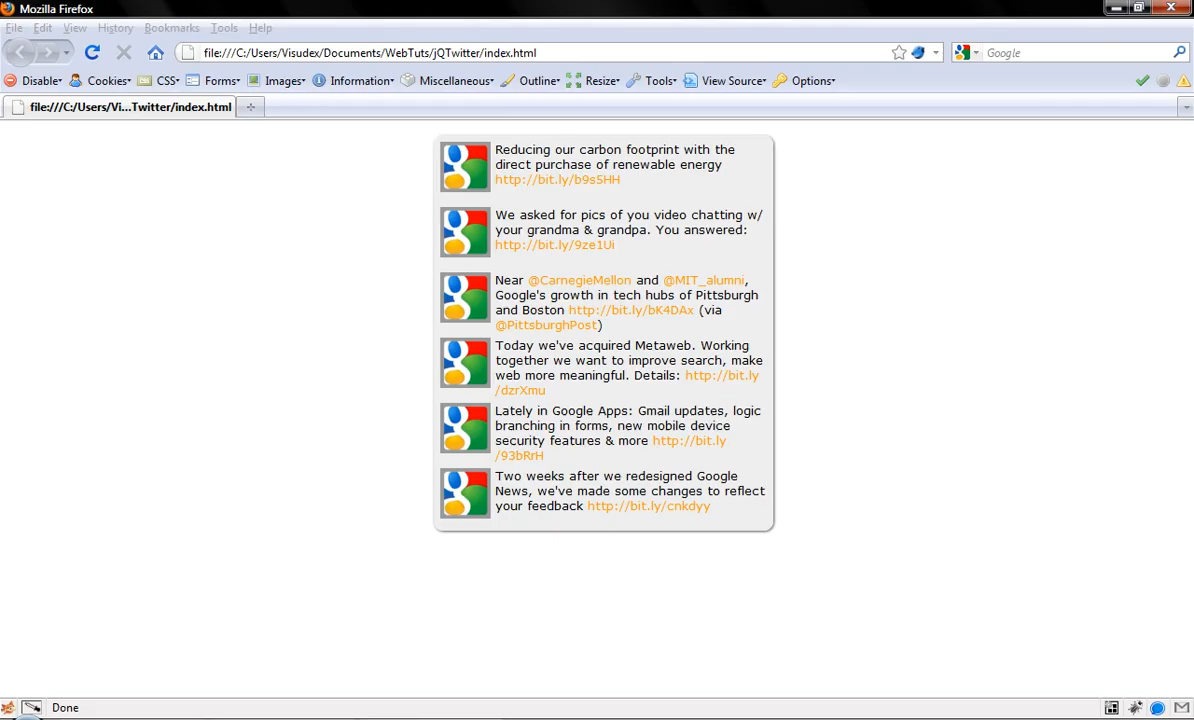 Mozilla Firefox
File Edit View History Bookmarks Tools Help
file:///C:/Users/Visudex/Documents/WebTuts/jQTwitter/index.html Google
Disable Cookies CSS Forms Images Information Miscellaneous Outline Resize Tools View Source Options
file:///C:/Users/Vi...Twitter/index.html
Reducing our carbon footprint with the
direct purchase of renewable energy
http://bit.ly/b9s5HH
We asked for pics of you video chatting w/
your grandma & grandpa. You answered:
http://bit.ly/9ze1Ui
Near @CarnegieMellon and @MIT_alumni,
Google's growth in tech hubs of Pittsburgh
and Boston http://bit.ly/bK4DAx (via
@PittsburghPost)
Today we've acquired Metaweb. Working
together we want to improve search, make
web more meaningful. Details: http://bit.ly
/dzrXmu
Lately in Google Apps: Gmail updates, logic
branching in forms, new mobile device
security features & more http://bit.ly
/93bRrH
Two weeks after we redesigned Google
News, we've made some changes to reflect
your feedback http://bit.ly/cnkdyy
Done